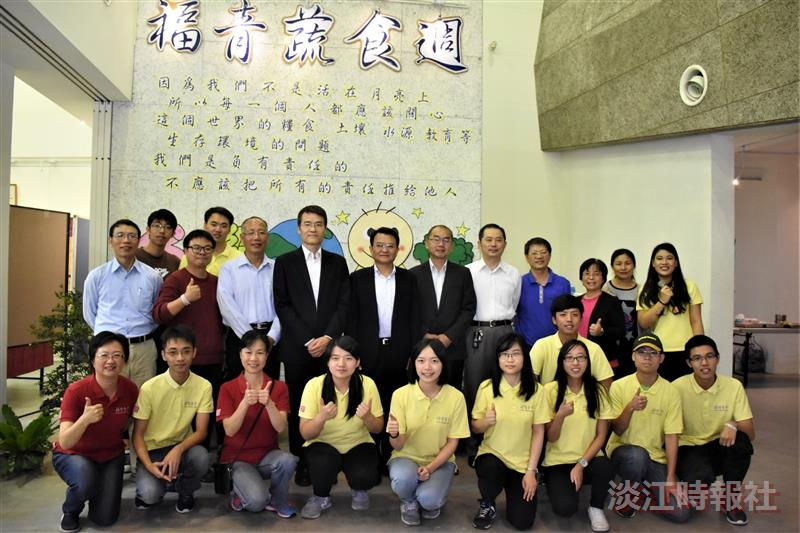 福青蔬食週
因為我們不是活在月亮上
所以每一個人都應該關心
這個世界的糧食 土壤 水源 教育等
生存環境的問題
我們是負有責任的
不應該把所有的責任推給他人
淡江時報社